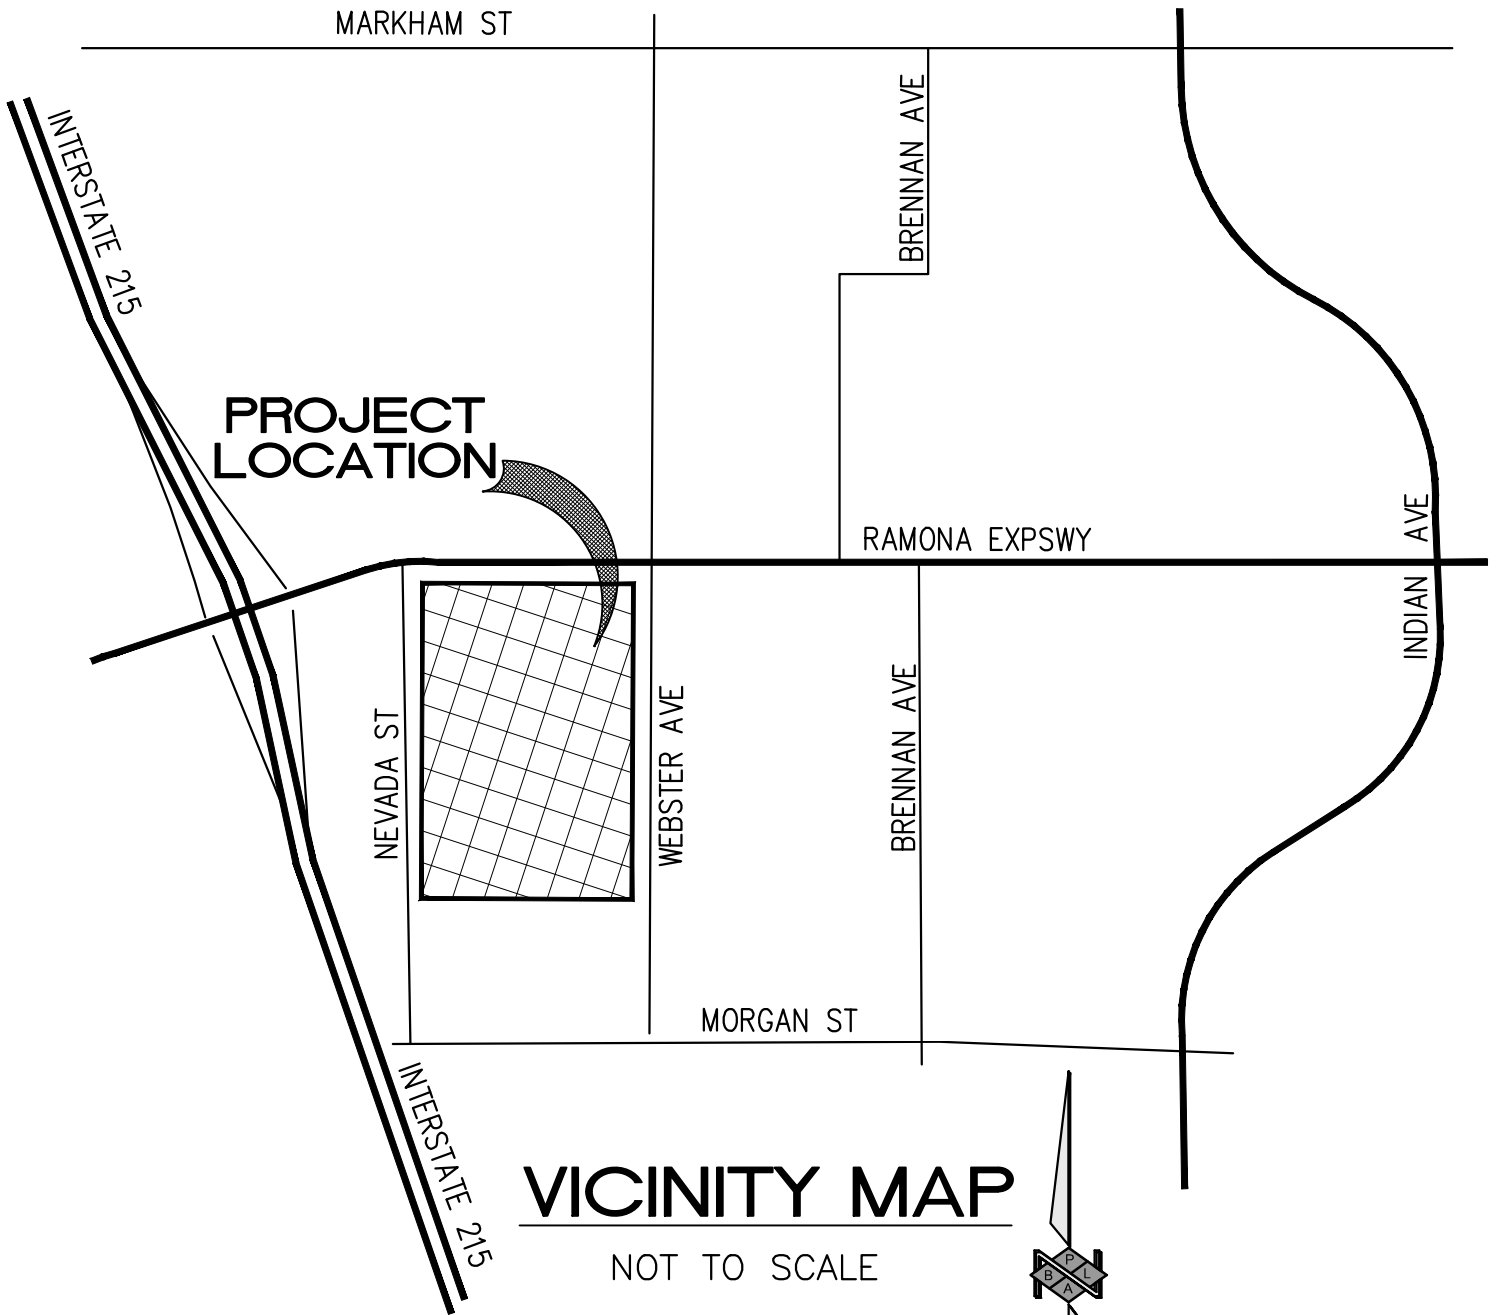 MARKHAM ST
BRENNAN AVE
INTERSTATE 215
PROJECT
LOCATION
RAMONA EXPSWY
INDIAN AVE
NEVADA ST
WEBSTER AVE
BRENNAN AVE
MORGAN ST
INTERSTATE 215
VICINITY MAP
NOT TO SCALE
P
B L
A